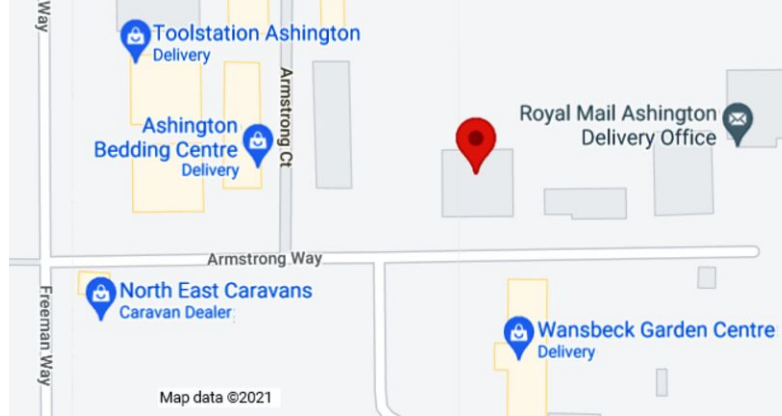 Way
Toolstation Ashington
Delivery
Armstrong Ct
Ashington
Bedding Centre
Delivery
Royal Mail Ashington
Delivery Office
Armstrong Way
North East Caravans
Caravan Dealer
Freeman Way
Wansbeck Garden Centre
Delivery
Map data ©2021